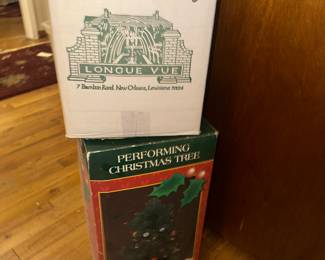 LONGUE VUE
7 Bamboo Road New Orleans, Louisiana 70124
PERFORMING
CHRISTMAS TREE